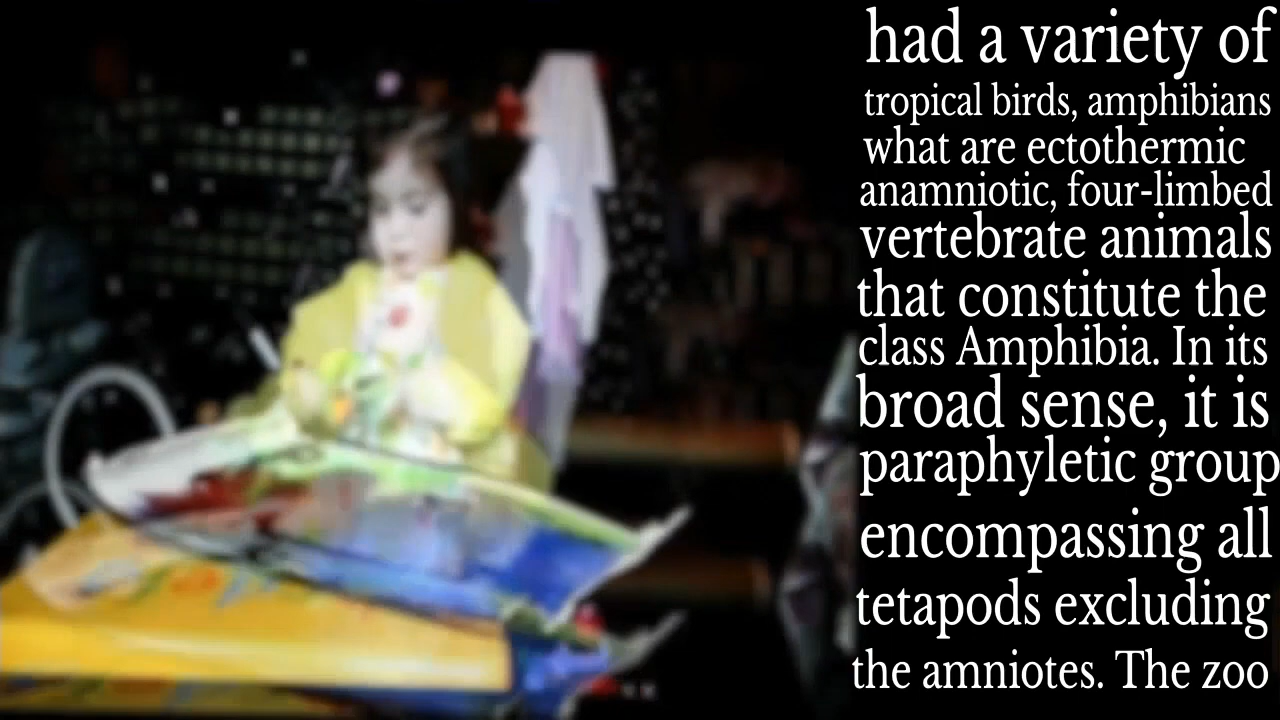 had a variety of
tropical birds, amphibians
what are ectothermic
anamniotic, four-limbed
vertebrate animals
that constitute the
class Amphibia. In its
broad sense, it is
paraphyletic group
encompassing all
tetapods excluding
the amniotes. The zoo